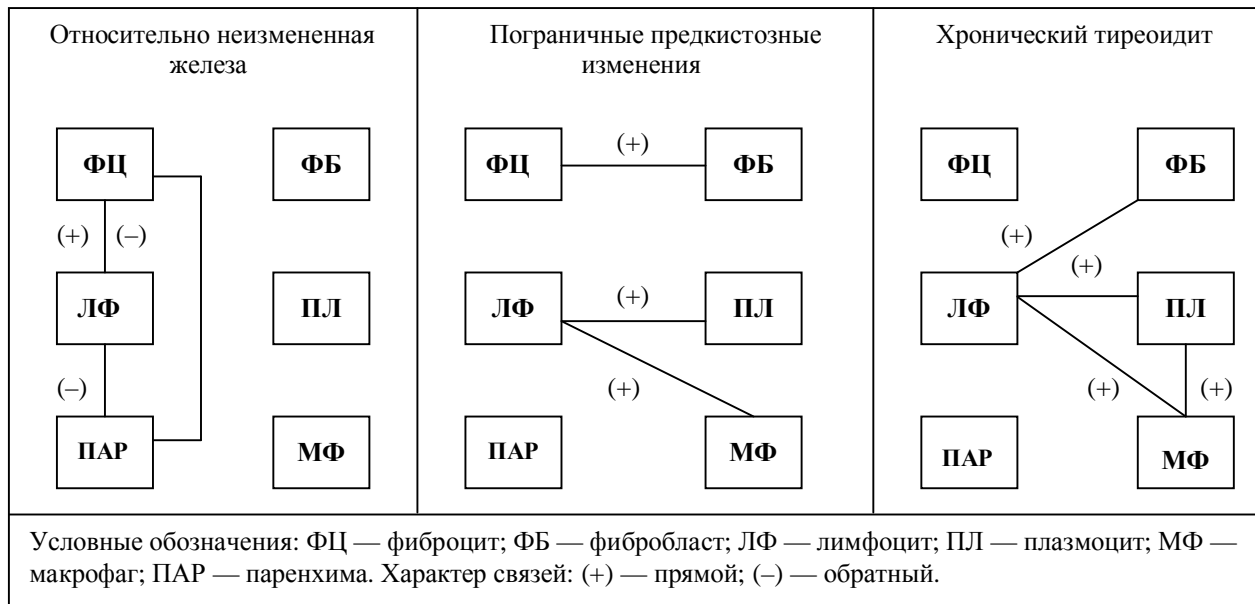 Относительно неизмененная
железа
ФЦ
ФБ
(+)
(–)
ЛФ
ПЛ
(–)
ПАР
МФ
Пограничные предкистозные
изменения
ФЦ
(+)
ФБ
ЛФ
(+)
ПЛ
(+)
ПАР
МФ
Хронический тиреоидит
ФЦ
ФБ
(+)
(+)
ЛФ
ПЛ
(+)
(+)
ПАР
МФ
Условные обозначения: ФЦ — фиброцит; ФБ — фибробласт; ЛФ — лимфоцит; ПЛ — плазмоцит; МФ —
макрофаг; ПАР — паренхима. Характер связей: (+) — прямой; (–) — обратный.